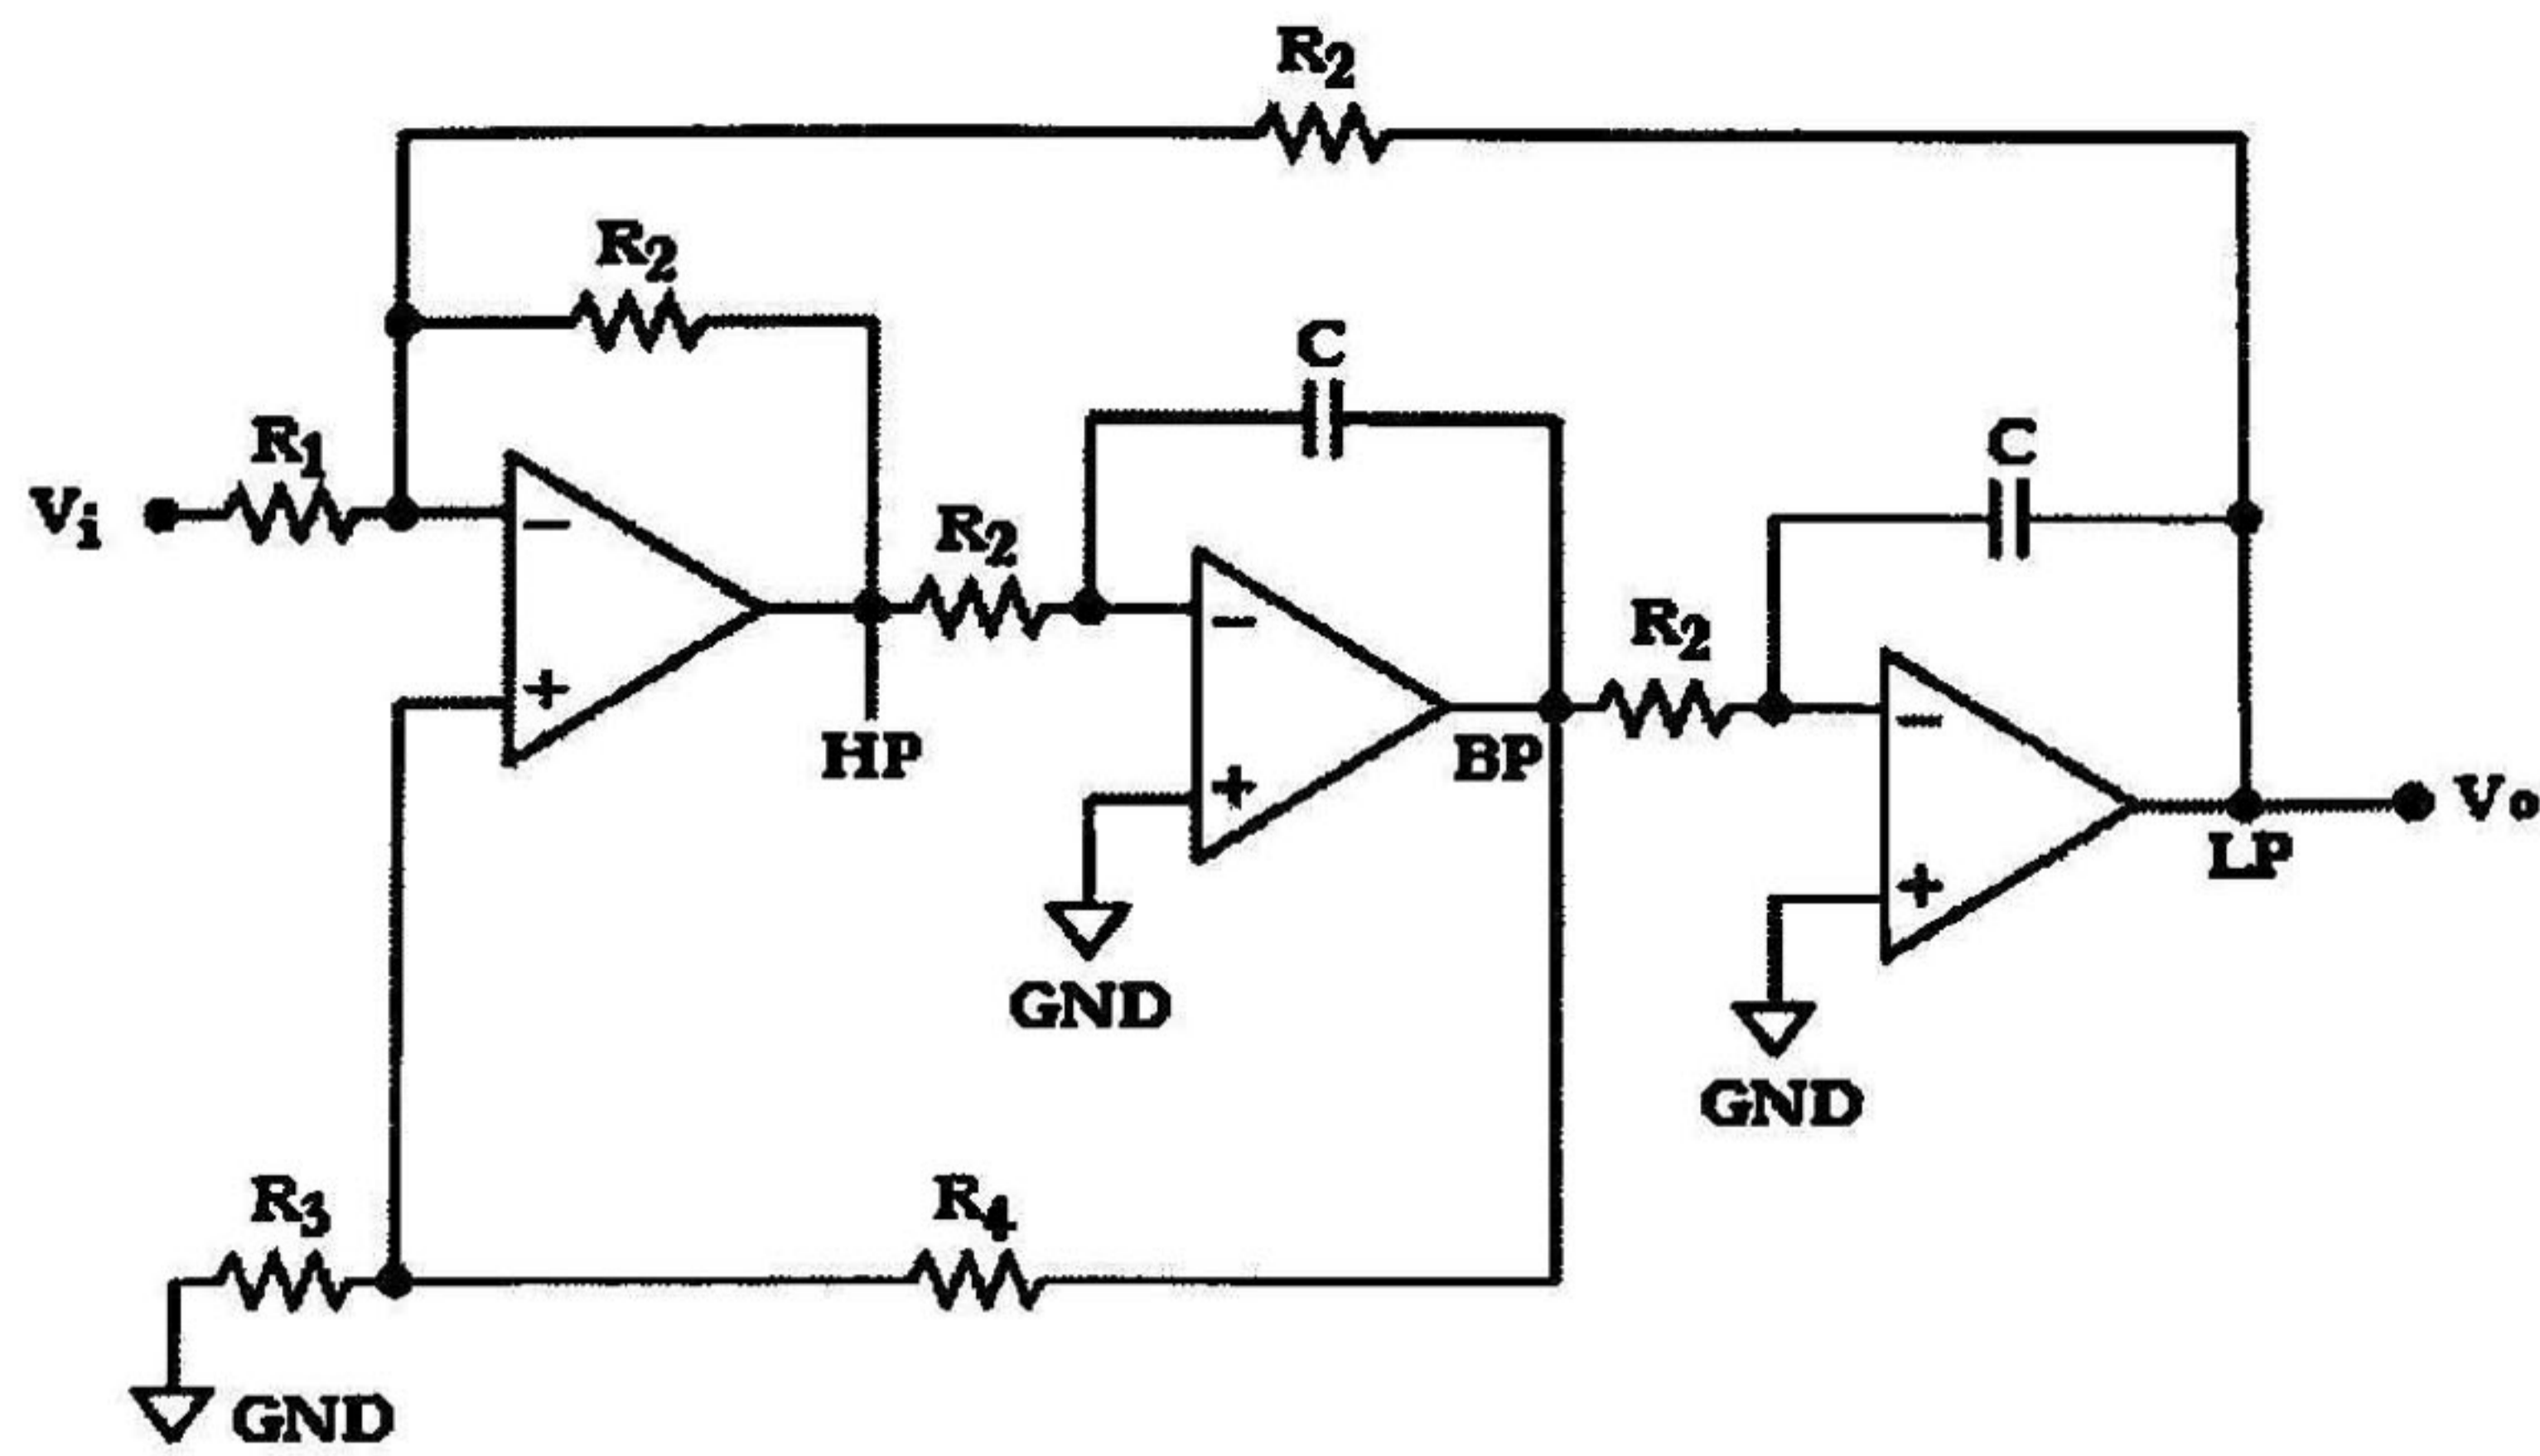 R2
R2
C
R1
C
Vi
−
R2
−
R2
+
HP
BP
−
+
Vo
LP
+
GND
GND
R3
R4
GND